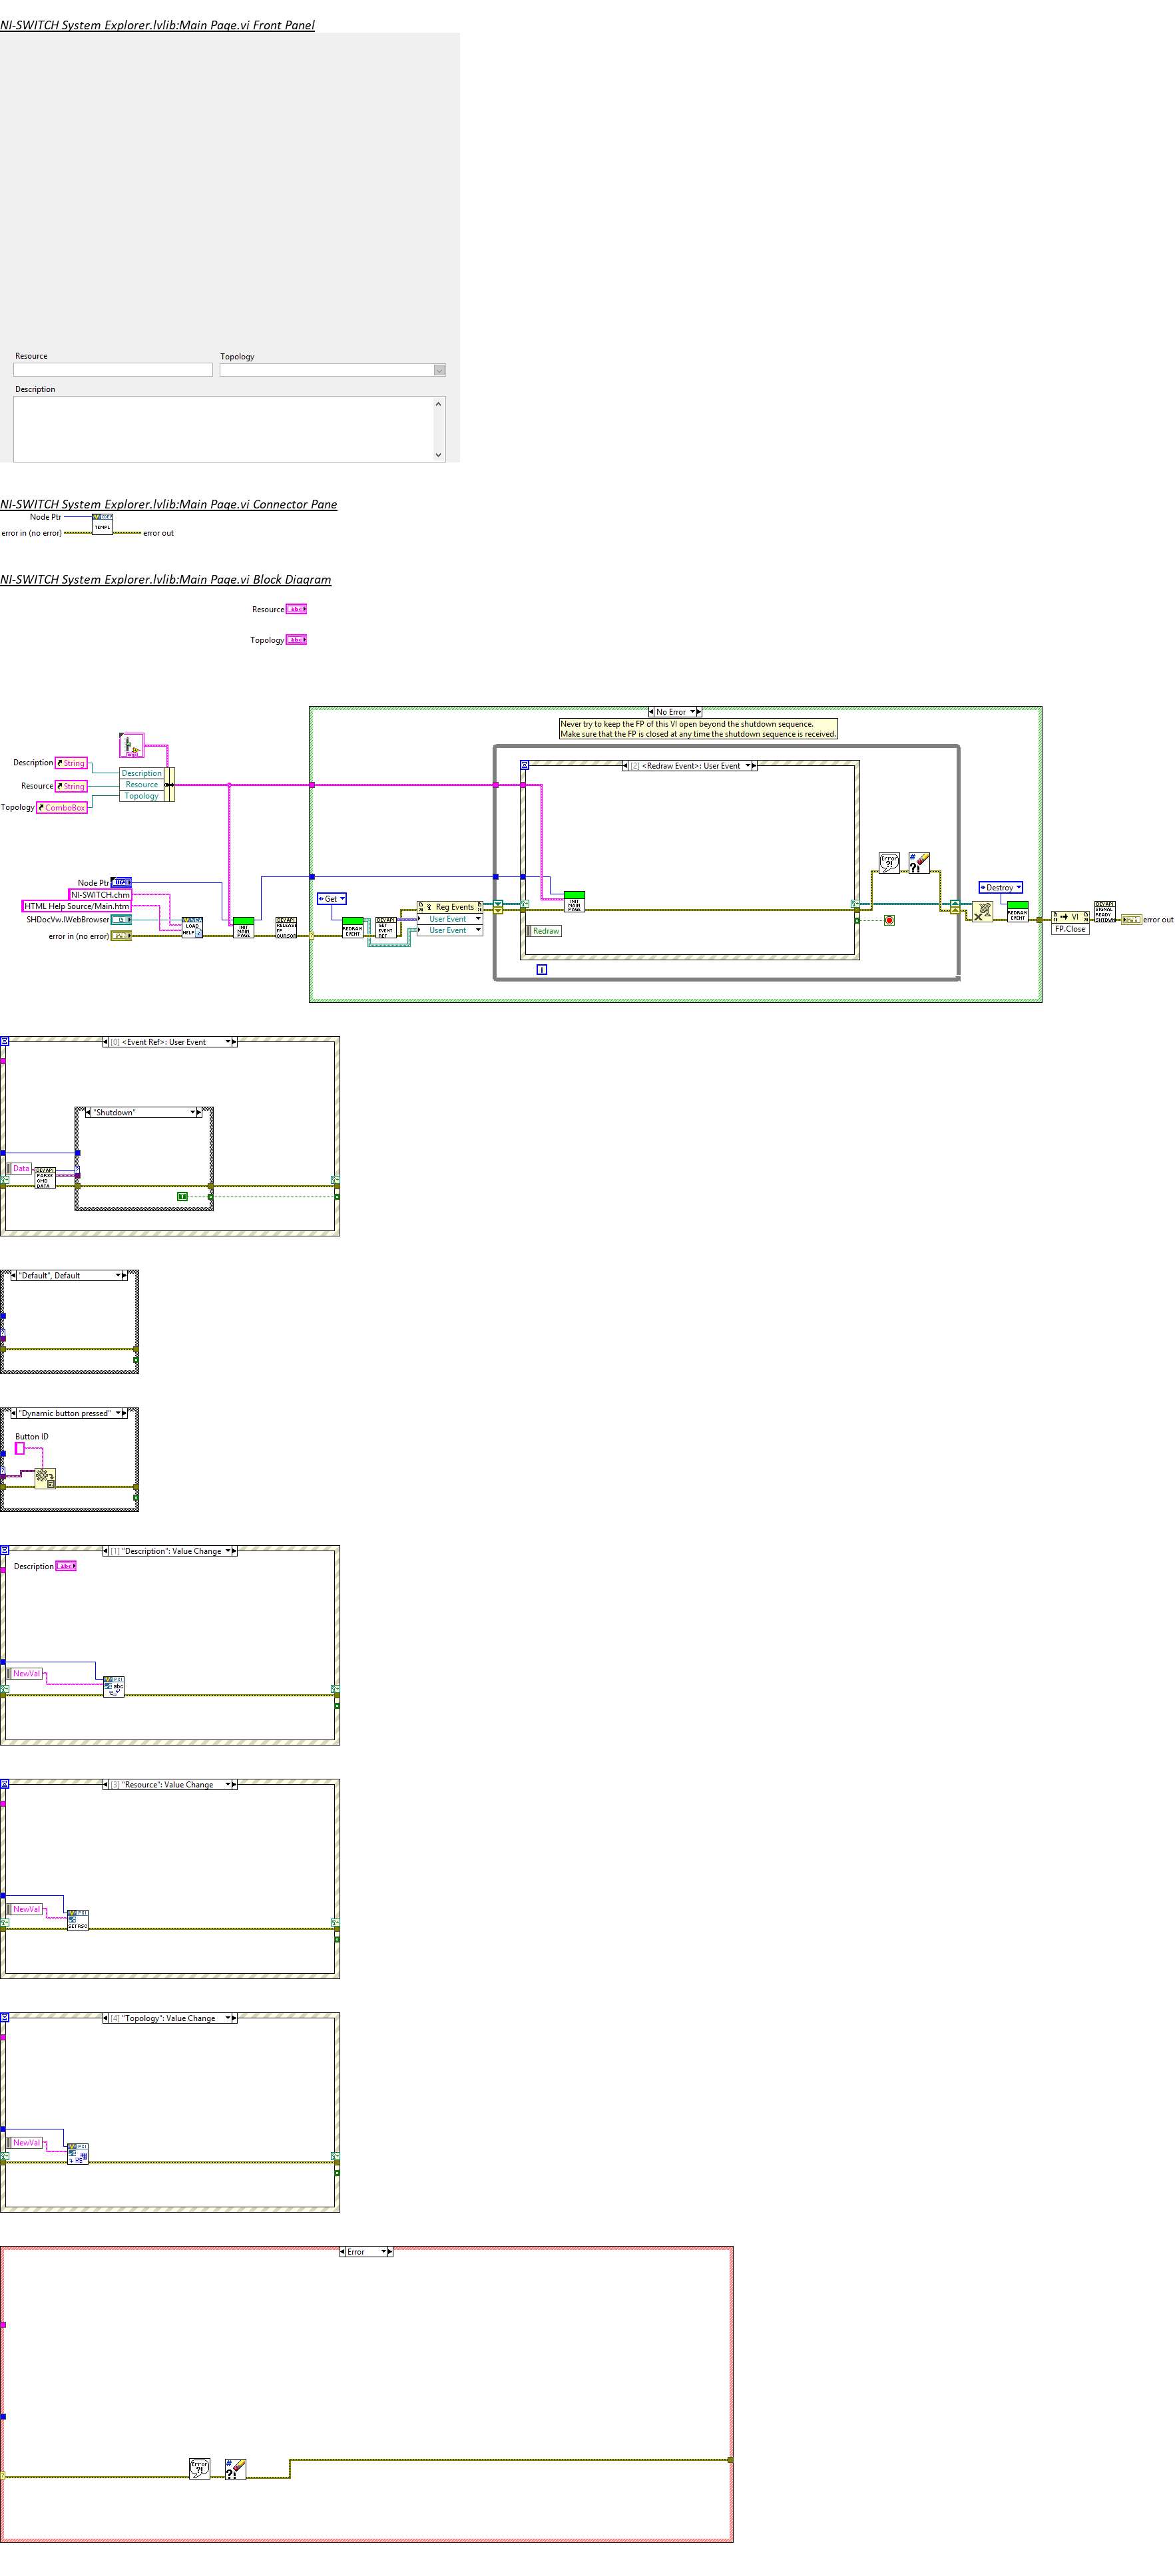 NI-SWITCH System Explorer.lvlib:Main Page.vi Front Panel
Resource
Topology
Description
NI-SWITCH System Explorer.lvlib:Main Page.vi Connector Pane
Node Ptr
TEMPL
error in (no error)
error out
NI-SWITCH System Explorer.lvlib:Main Page.vi Block Diagram
Resource
abc
Topology
abc
No Error
Never try to keep the FP of this VI open beyond the shutdown sequence.
Make sure that the FP is closed at any time the shutdown sequence is received.
[2] <Redraw Event>: User Event
Description
String
Resource
String
Topology
ComboBox
Description
Resource
Topology
Node Ptr
NI-SWITCH.chm
HTML Help Source/Main.htm
SHDocVw.IWebBrowser
error in (no error)
LOAD
HELP
INIT
MAIN
PAGE
RELEASE
FP
CURSOR
Get
REDRAW
EVENT
GET
EVENT
REF
Reg Events
User Event
User Event
INIT
MAIN
PAGE
Redraw
i
Error
?!
#
?!
Destroy
REDRAW
EVENT
VI
FP.Close
SIGNAL
READY
SHTDWN
error out
[0] <Event Ref>: User Event
"Shutdown"
Data
PARSE
CMD
DATA
T
"Default", Default
"Dynamic button pressed"
Button ID
[1] "Description": Value Change
Description
abc
NewVal
abc
[3] "Resource": Value Change
NewVal
SETRSC
[4] "Topology": Value Change
NewVal
Error
Error
?!
#
?!